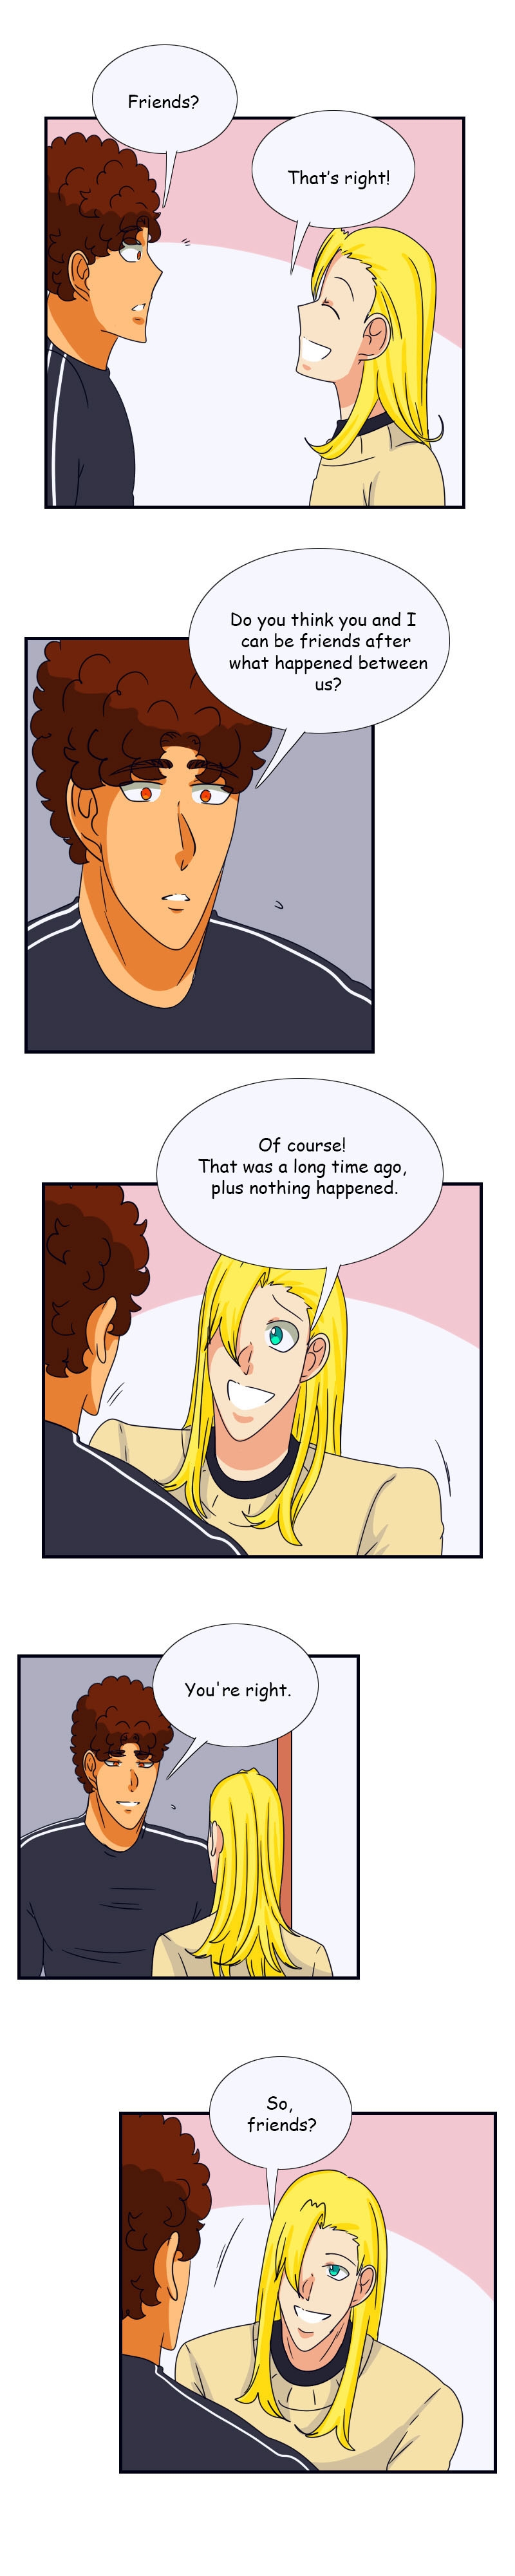 Friends?
That's right!
Do you think you and I
can be friends after
what happened between
us?
Of course!
That was a long time ago,
plus nothing happened.
You're right.
So,
friends?